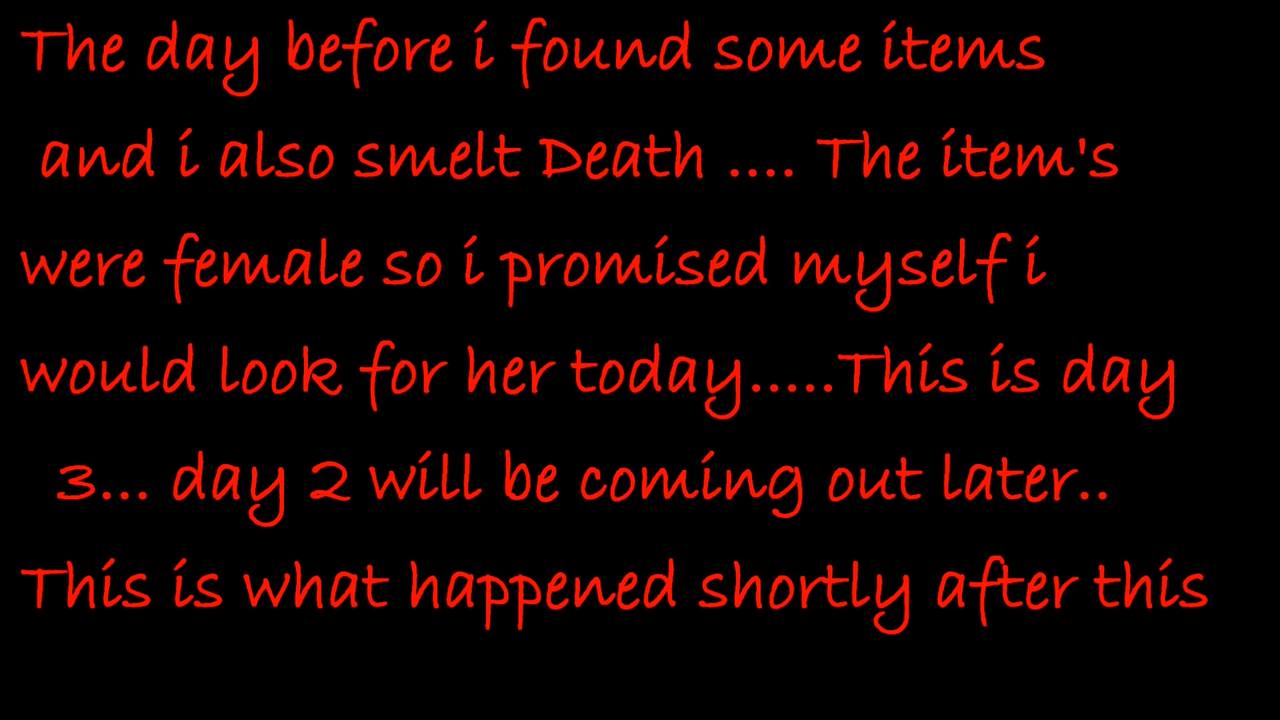 The day before i found some items
and i also smelt Death .... The item's
were female so i promised myself i
would look for her today.....This is day
3... day 2 will be coming out later..
This is what happened shortly after this